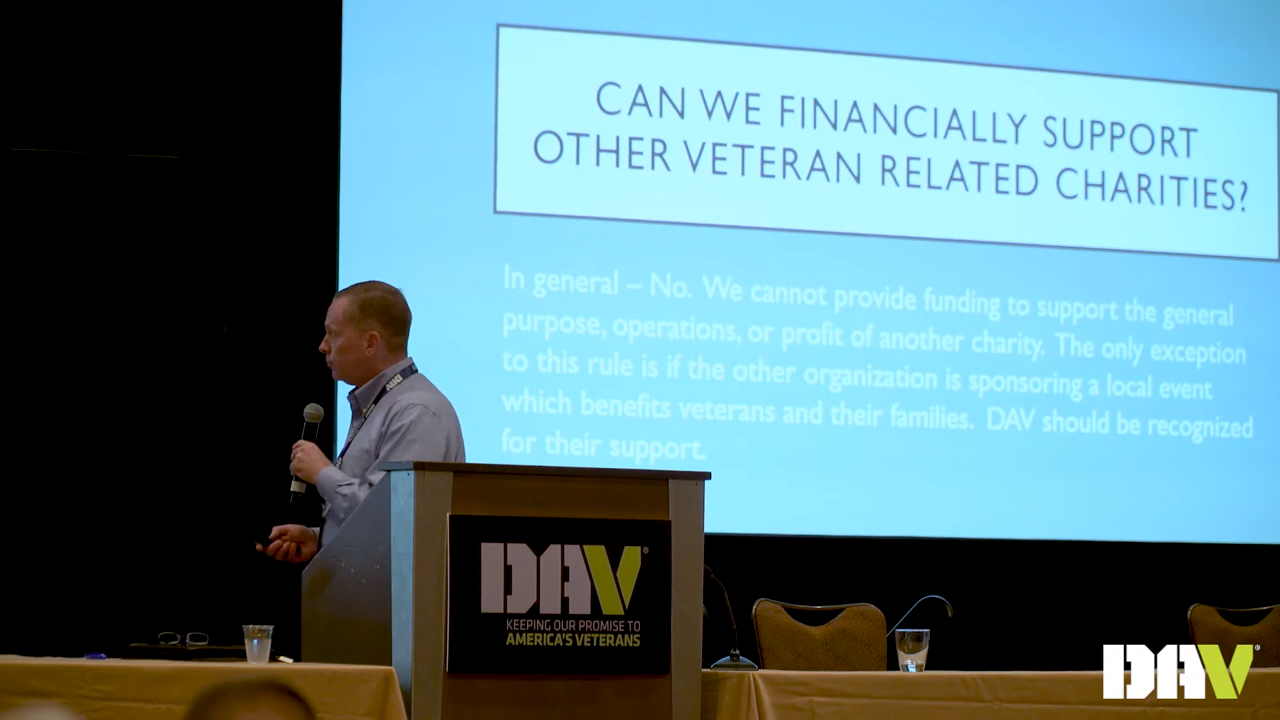 CAN WE FINANCIALLY SUPPORT
OTHER VETERAN RELATED CHARITIES?
In general – No. We cannot provide funding to support the general
purpose, operations, or profit of another charity. The only exception
to this rule is if the other organization is sponsoring a local event
which benefits veterans and their families. DAV should be recognized
for their support.
DAV
DAV®
KEEPING OUR PROMISE TO
AMERICA'S VETERANS
DAV®